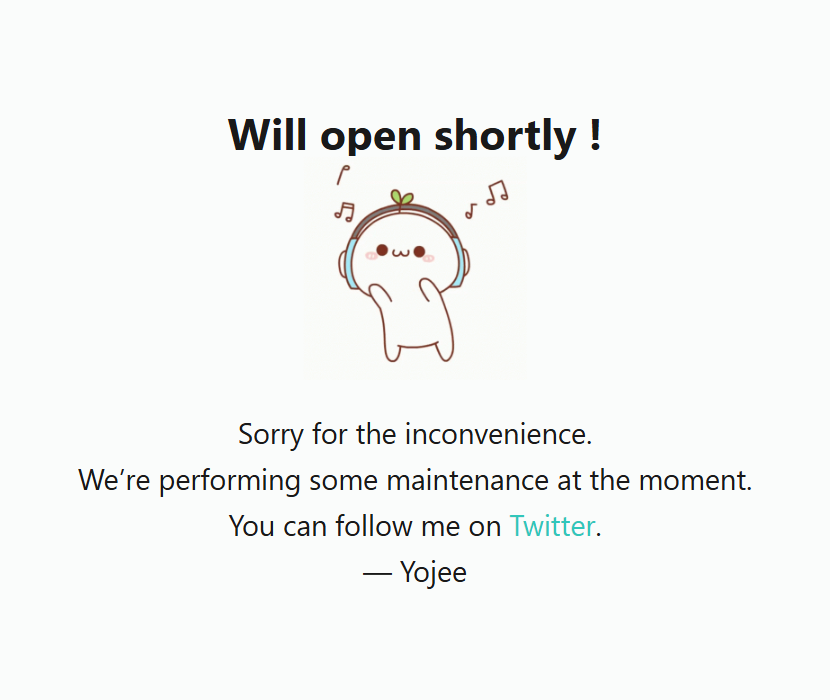 Will open shortly !
Sorry for the inconvenience.
We’re performing some maintenance at the moment.
You can follow me on Twitter.
— Yojee